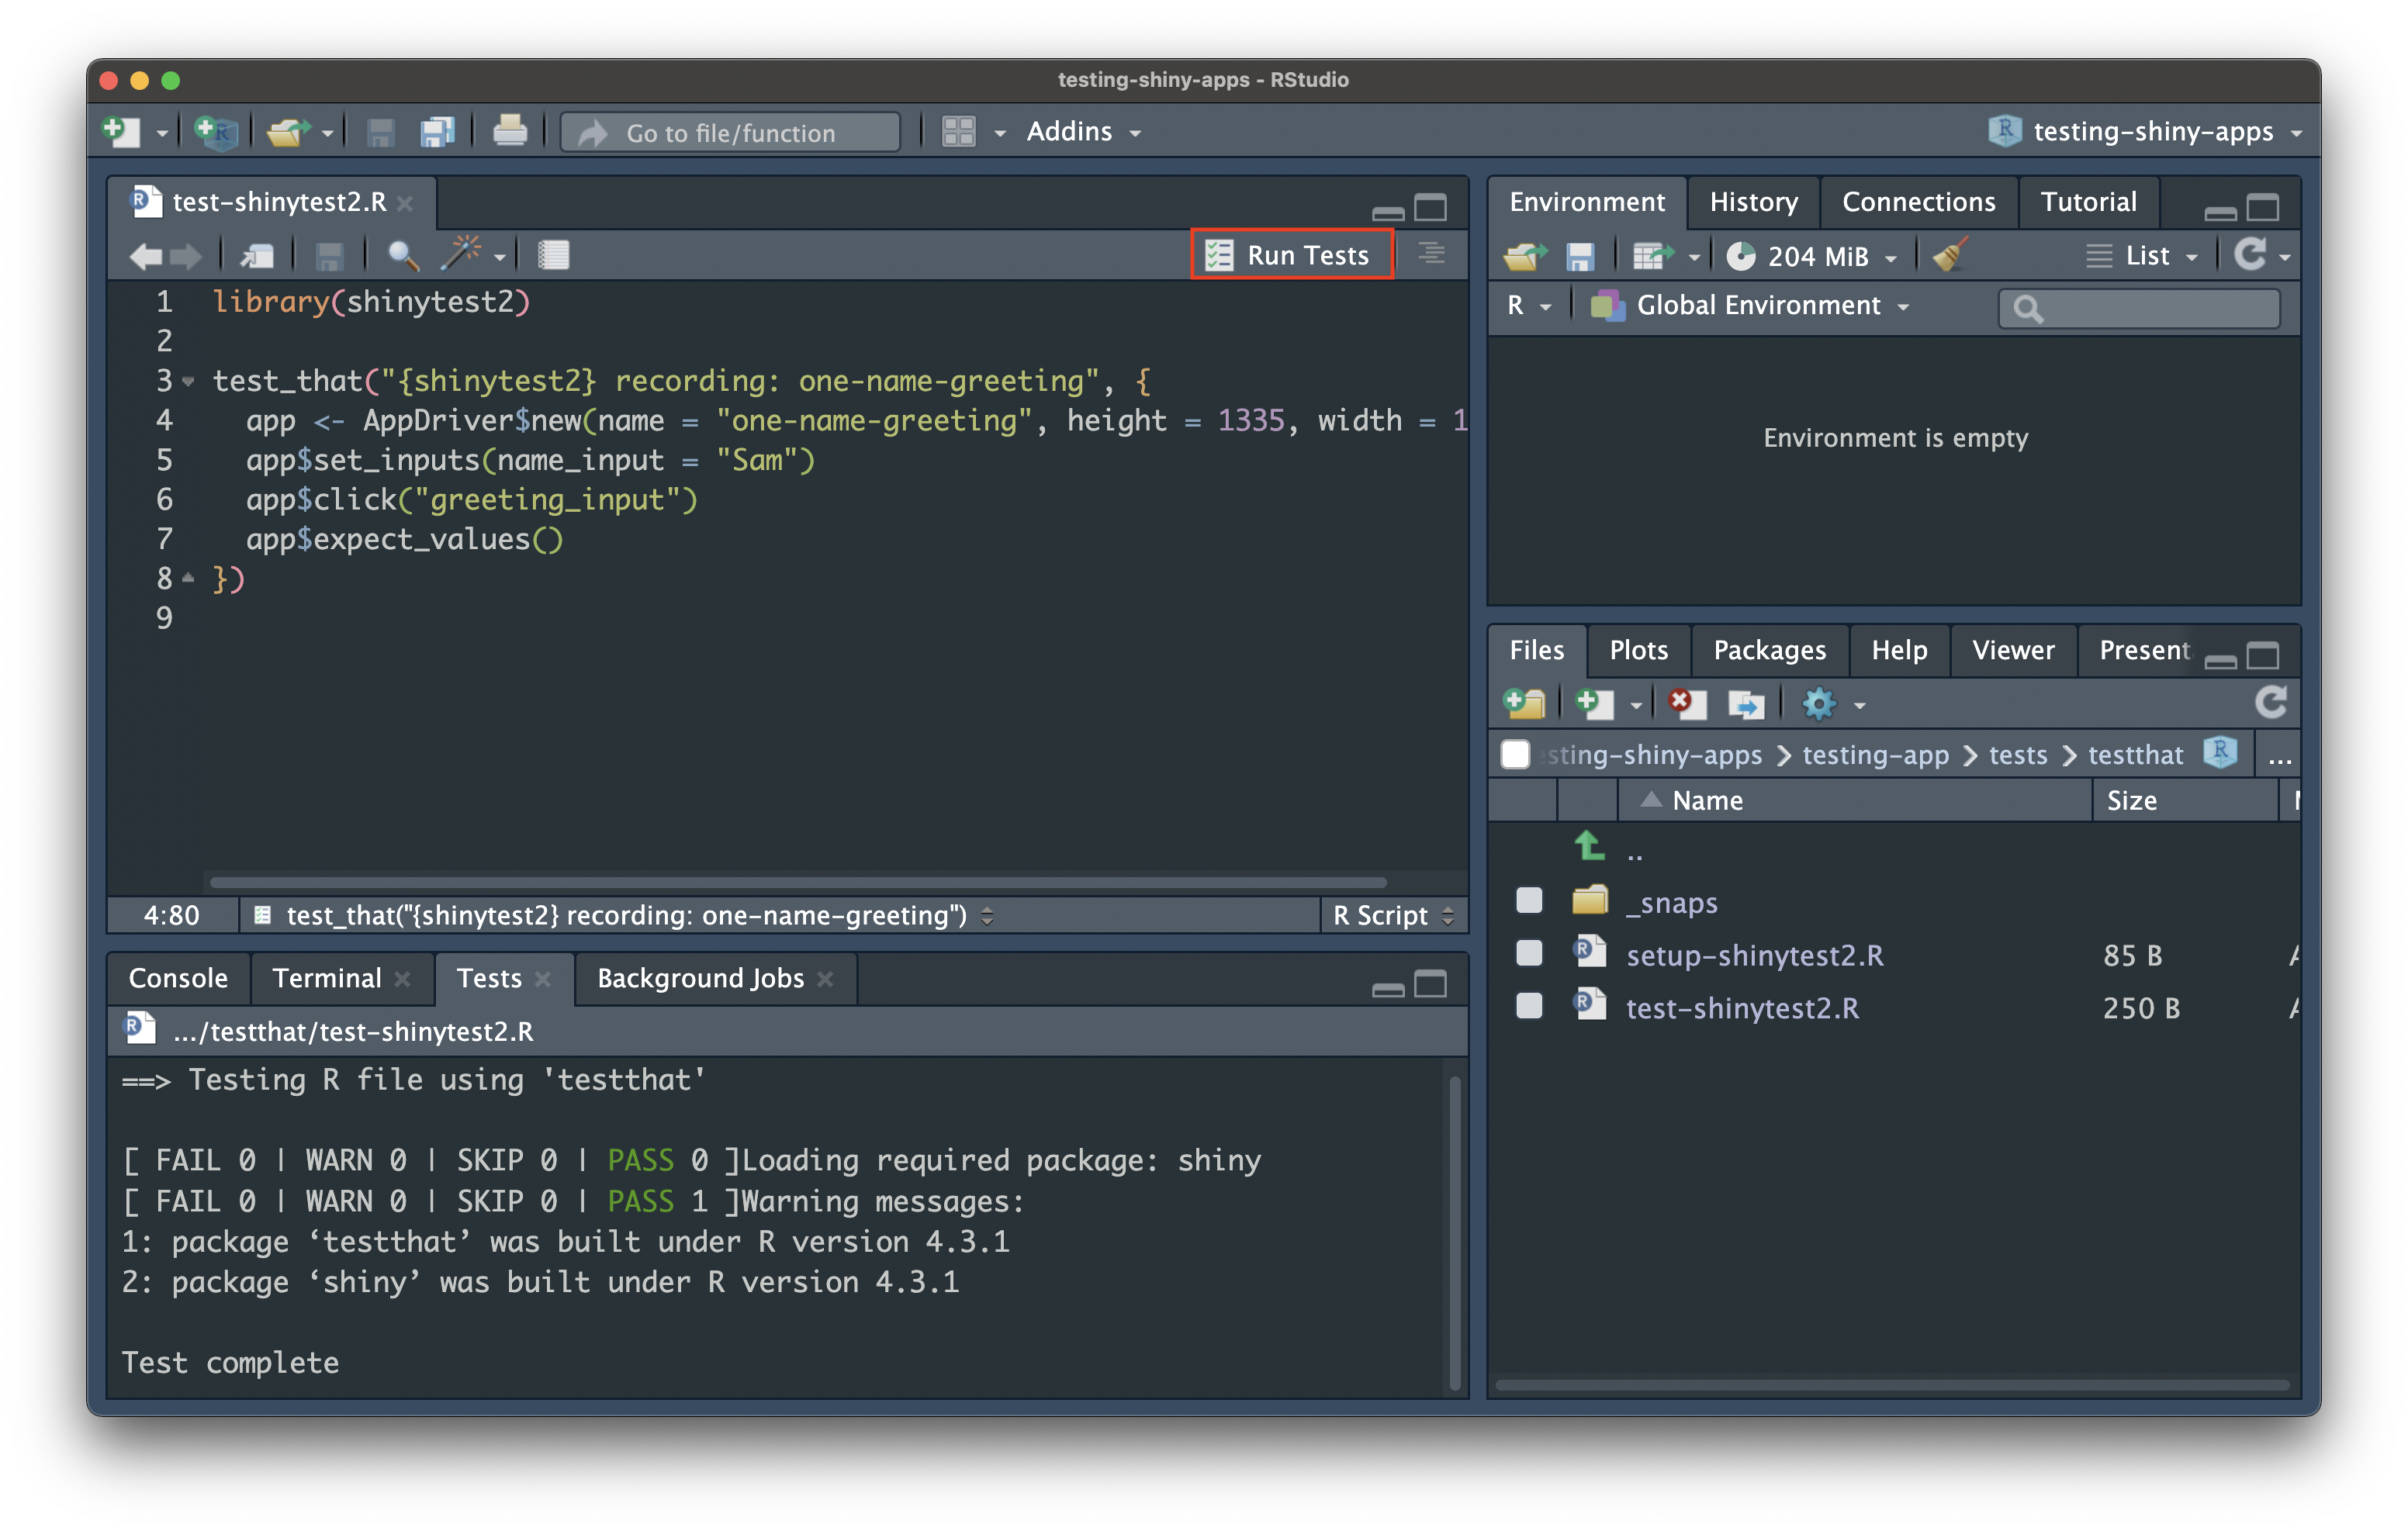 testing-shiny-apps - RStudio
Go to file/function
Addins
testing-shiny-apps
test-shinytest2.R
Run Tests
1 library(shinytest2)
2
3 test_that("{shinytest2} recording: one-name-greeting", {
4   app <- AppDriver$new(name = "one-name-greeting", height = 1335, width = 1
5   app$set_inputs(name_input = "Sam")
6   app$click("greeting_input")
7   app$expect_values()
8 })
9
4:80 test_that("{shinytest2} recording: one-name-greeting") R Script
Console Terminal Tests Background Jobs
.../testthat/test-shinytest2.R
==> Testing R file using 'testthat'
[ FAIL 0 | WARN 0 | SKIP 0 | PASS 0 ]Loading required package: shiny
[ FAIL 0 | WARN 0 | SKIP 0 | PASS 1 ]Warning messages:
1: package ‘testthat’ was built under R version 4.3.1
2: package ‘shiny’ was built under R version 4.3.1
Test complete
Environment History Connections Tutorial
204 MiB List
R Global Environment
Environment is empty
Files Plots Packages Help Viewer Present
sting-shiny-apps testing-app tests testthat ...
Name Size
..
_snaps
setup-shinytest2.R 85 B
test-shinytest2.R 250 B